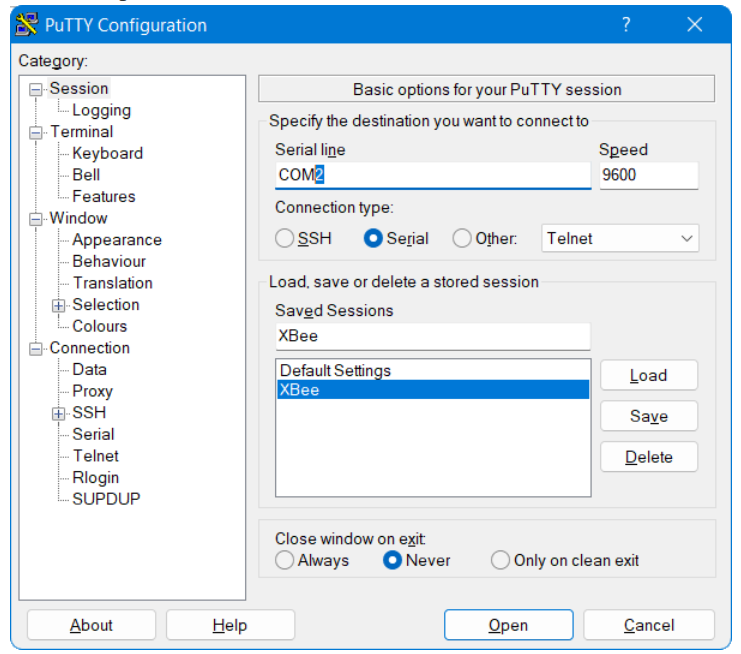 PuTTY Configuration ?
Category:
Session
Logging
Terminal
Keyboard
Bell
Features
Window
Appearance
Behaviour
Translation
Selection
Colours
Connection
Data
Proxy
SSH
Serial
Telnet
Rlogin
SUPDUP
Basic options for your PuTTY session
Specify the destination you want to connect to
Serial line Speed
COM2 9600
Connection type:
SSH Serial Other: Telnet
Load, save or delete a stored session
Saved Sessions
XBee
Default Settings
XBee
Load
Save
Delete
Close window on exit:
Always Never Only on clean exit
About Help Open Cancel